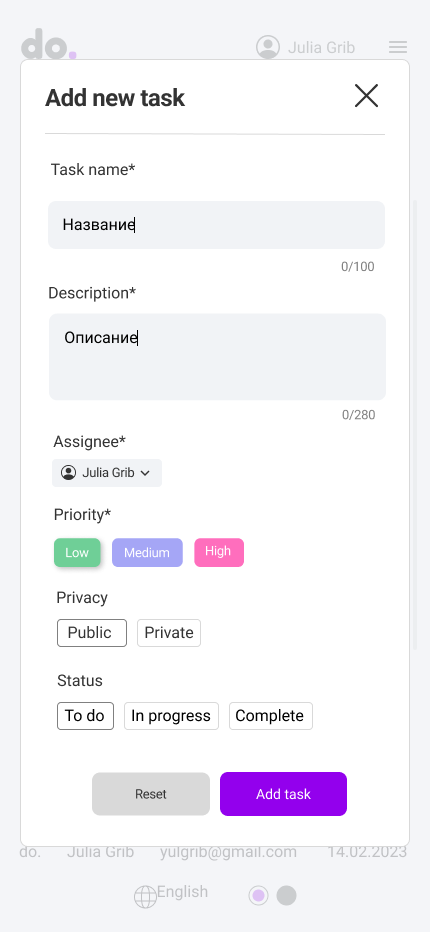 do.
Julia Grib
Add new task
Task name*
Название
0/100
Description*
Описание
0/280
Assignee*
Julia Grib
Priority*
Low Medium High
Privacy
Public Private
Status
To do In progress Complete
Reset Add task
do. Julia Grib yulgrib@gmail.com 14.02.2023
English